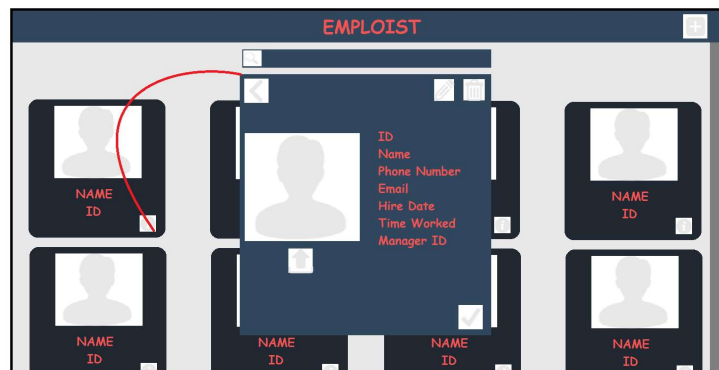 EMPLOIST
ID
Name
Phone Number
Email
Hire Date
Time Worked
Manager ID
NAME
ID
NAME
ID
NAME
ID
NAME
ID
NAME
ID
NAME
ID